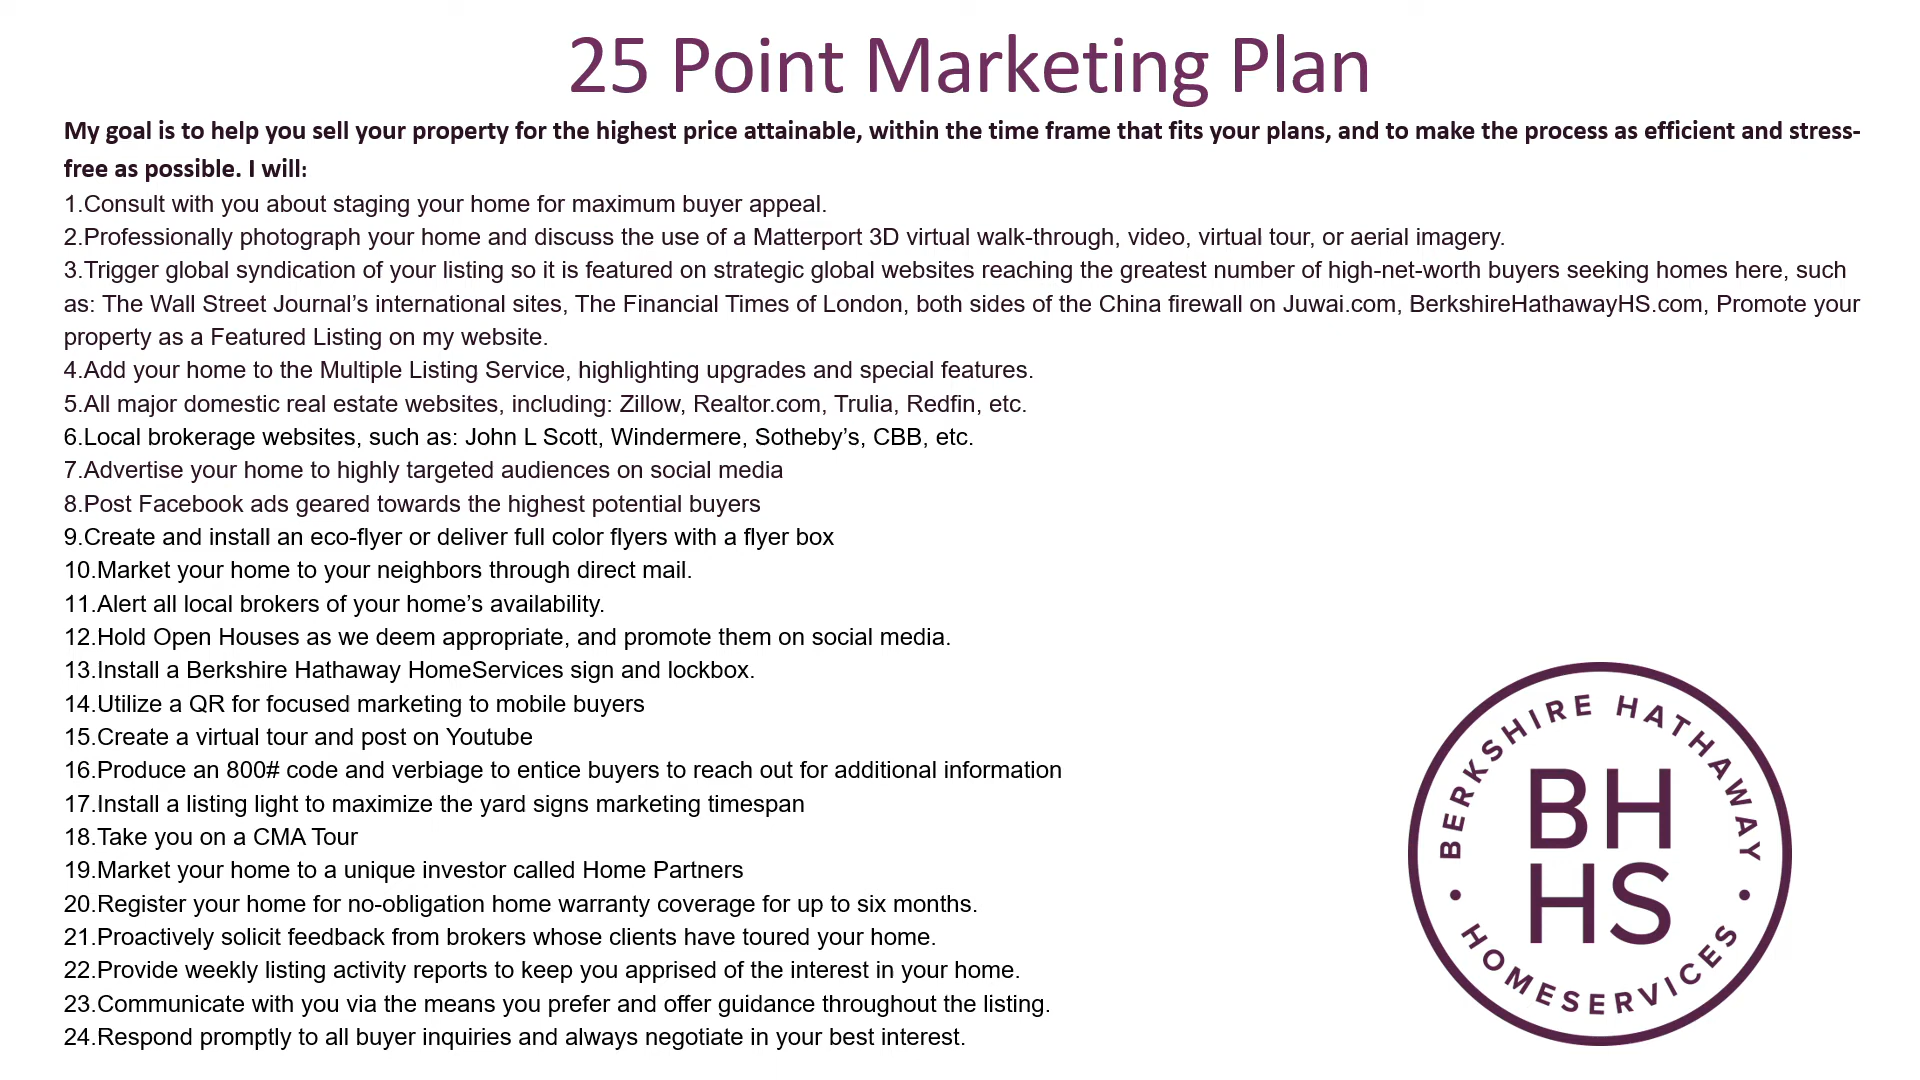 25 Point Marketing Plan
My goal is to help you sell your property for the highest price attainable, within the time frame that fits your plans, and to make the process as efficient and stress-
free as possible. I will:
1.Consult with you about staging your home for maximum buyer appeal.
2.Professionally photograph your home and discuss the use of a Matterport 3D virtual walk-through, video, virtual tour, or aerial imagery.
3.Trigger global syndication of your listing so it is featured on strategic global websites reaching the greatest number of high-net-worth buyers seeking homes here, such
as: The Wall Street Journal’s international sites, The Financial Times of London, both sides of the China firewall on Juwai.com, BerkshireHathawayHS.com, Promote your
property as a Featured Listing on my website.
4.Add your home to the Multiple Listing Service, highlighting upgrades and special features.
5.All major domestic real estate websites, including: Zillow, Realtor.com, Trulia, Redfin, etc.
6.Local brokerage websites, such as: John L Scott, Windermere, Sotheby’s, CBB, etc.
7.Advertise your home to highly targeted audiences on social media
8.Post Facebook ads geared towards the highest potential buyers
9.Create and install an eco-flyer or deliver full color flyers with a flyer box
10.Market your home to your neighbors through direct mail.
11.Alert all local brokers of your home’s availability.
12.Hold Open Houses as we deem appropriate, and promote them on social media.
13.Install a Berkshire Hathaway HomeServices sign and lockbox.
14.Utilize a QR for focused marketing to mobile buyers
15.Create a virtual tour and post on Youtube
16.Produce an 800# code and verbiage to entice buyers to reach out for additional information
17.Install a listing light to maximize the yard signs marketing timespan
18.Take you on a CMA Tour
19.Market your home to a unique investor called Home Partners
20.Register your home for no-obligation home warranty coverage for up to six months.
21.Proactively solicit feedback from brokers whose clients have toured your home.
22.Provide weekly listing activity reports to keep you apprised of the interest in your home.
23.Communicate with you via the means you prefer and offer guidance throughout the listing.
24.Respond promptly to all buyer inquiries and always negotiate in your best interest.
BERKSHIRE HATHAWAY
BH
HS
HOMESERVICES